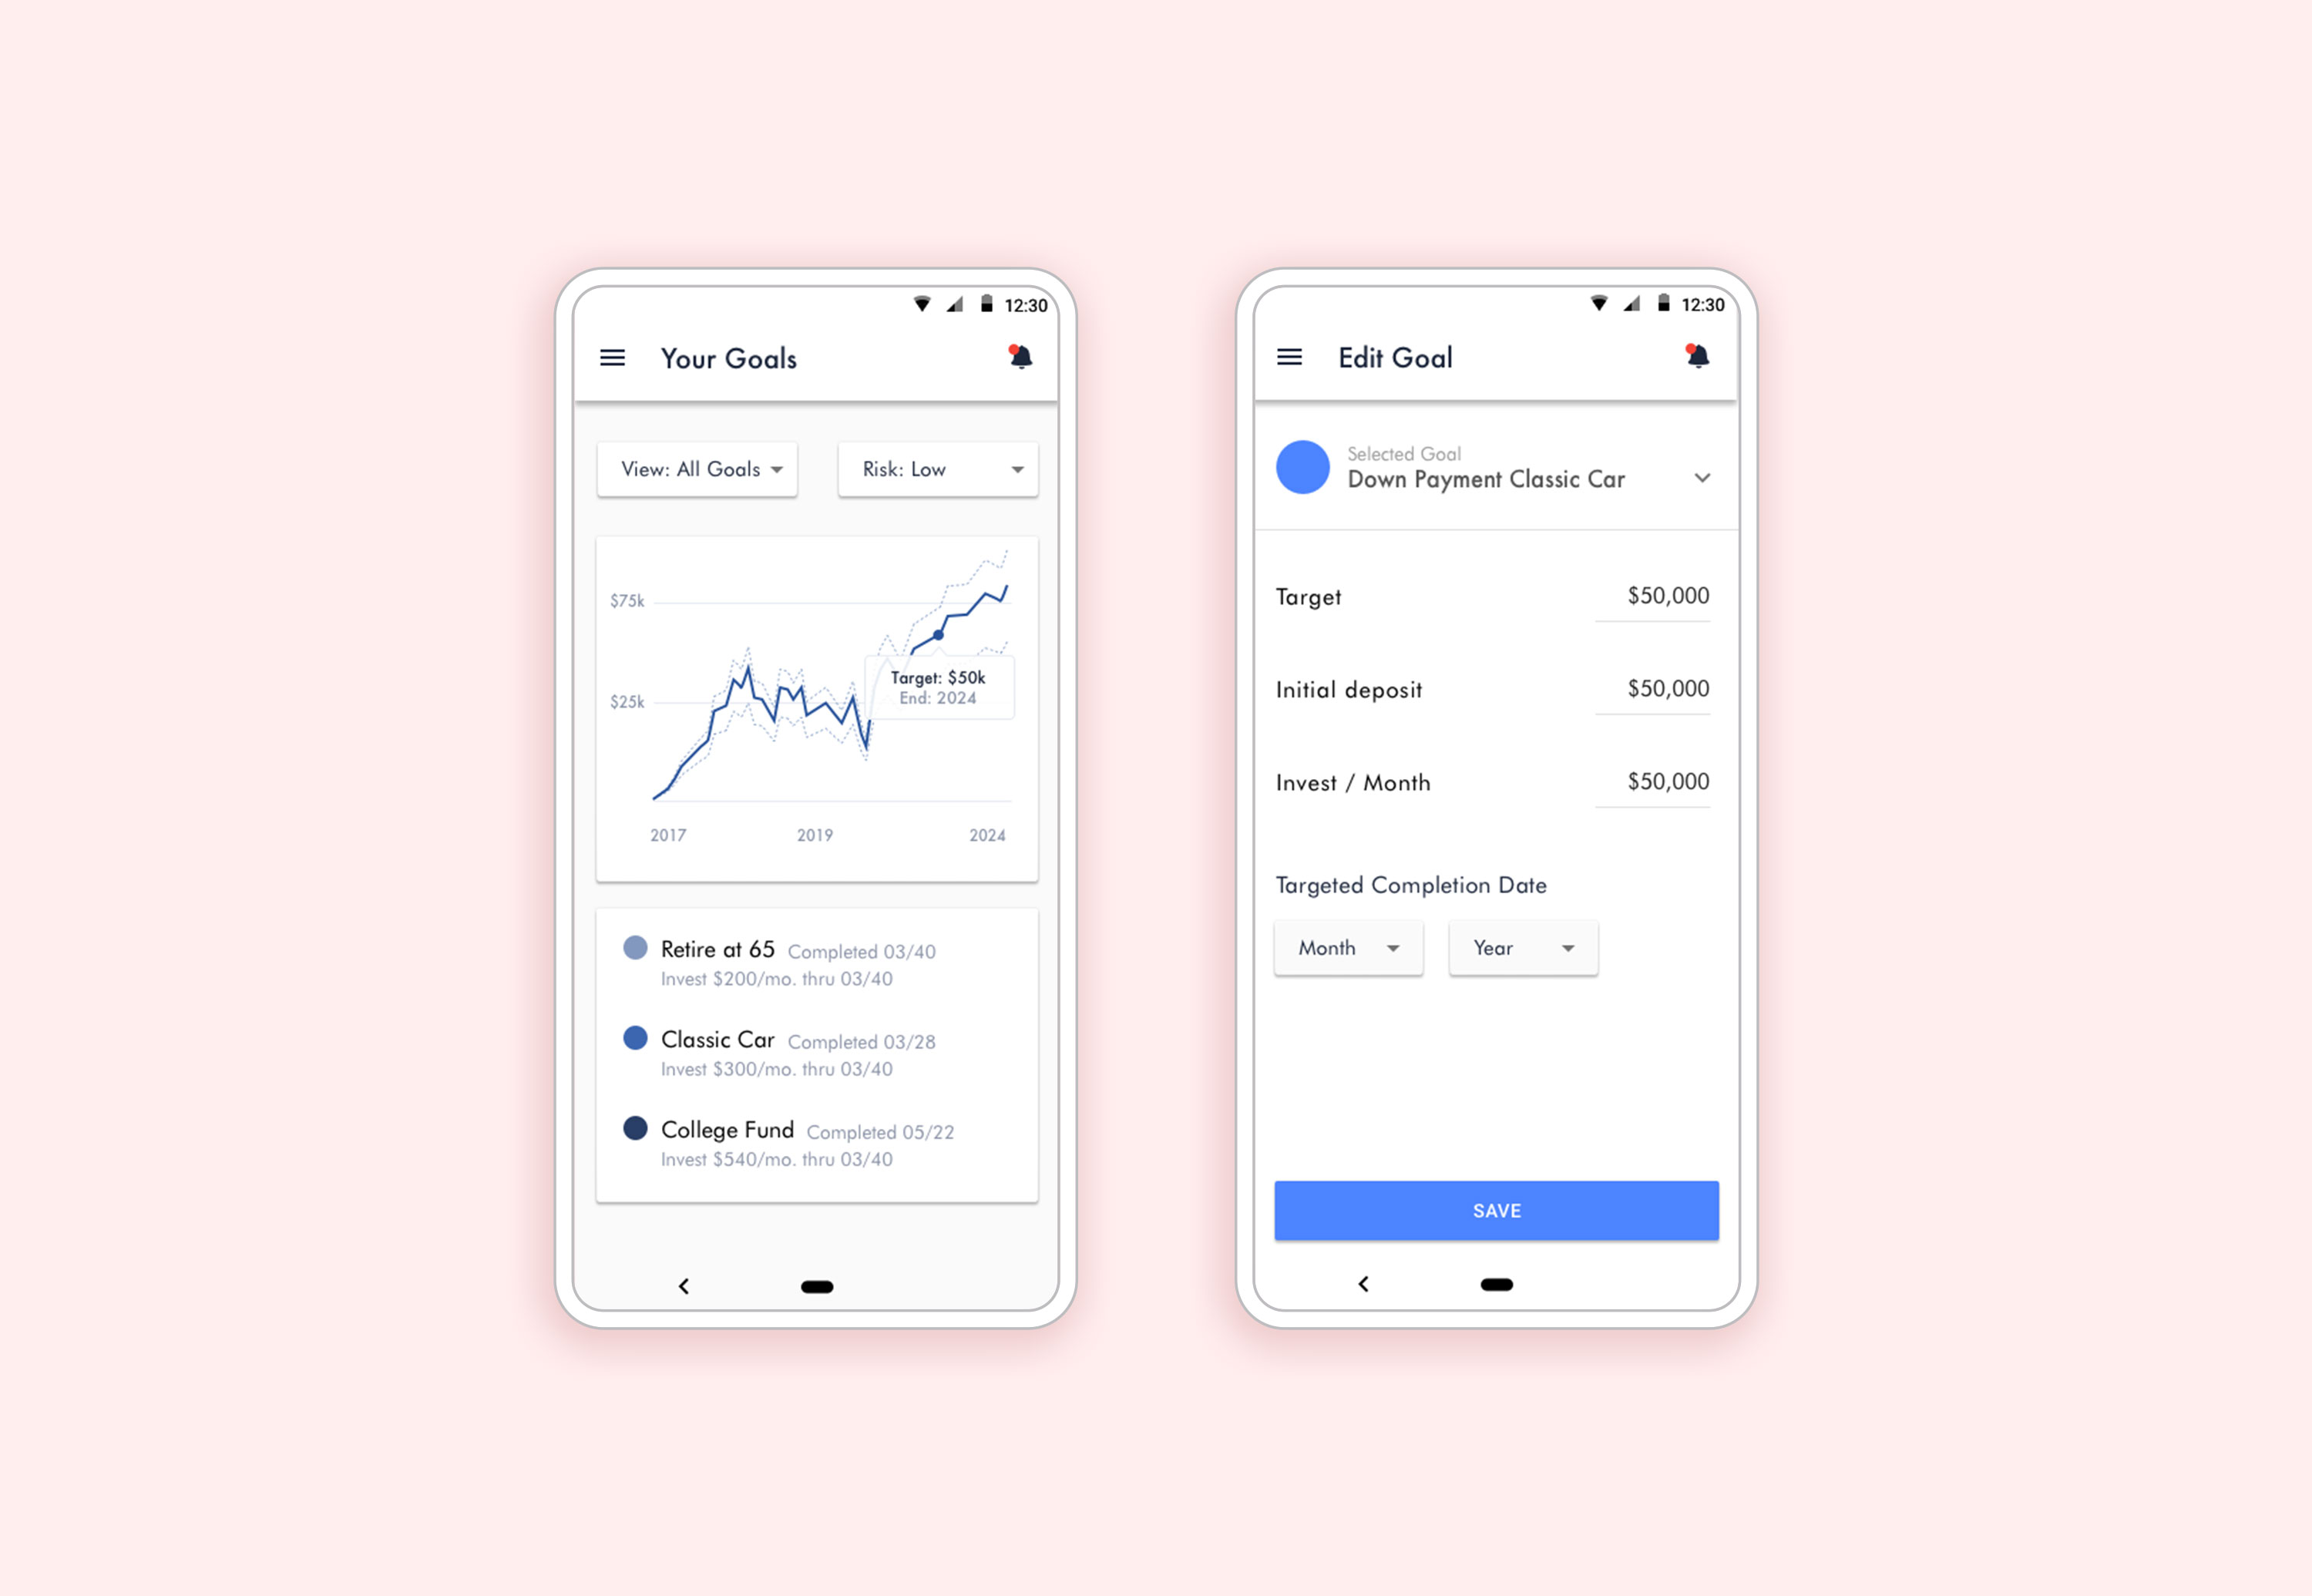 12:30
Your Goals
View: All Goals
Risk: Low
$75k
$25k
Target: $50k
End: 2024
2017 2019 2024
Retire at 65 Completed 03/40
Invest $200/mo. thru 03/40
Classic Car Completed 03/28
Invest $300/mo. thru 03/40
College Fund Completed 05/22
Invest $540/mo. thru 03/40
12:30
Edit Goal
Selected Goal
Down Payment Classic Car
Target $50,000
Initial deposit $50,000
Invest / Month $50,000
Targeted Completion Date
Month
Year
SAVE